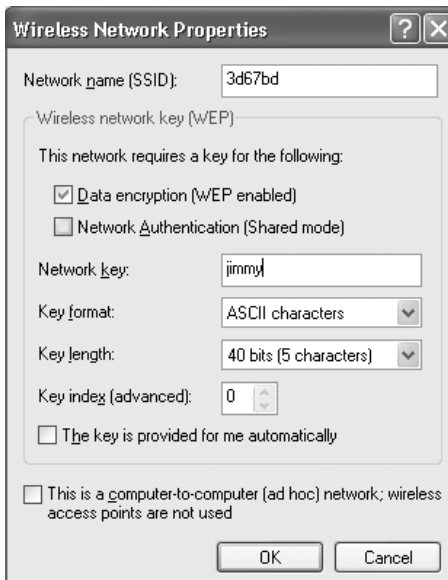 Wireless Network Properties
Network name (SSID): 3d67bd
Wireless network key (WEP)
This network requires a key for the following:
Data encryption (WEP enabled)
Network Authentication (Shared mode)
Network key: jimmy
Key format: ASCII characters
Key length: 40 bits (5 characters)
Key index (advanced): 0
The key is provided for me automatically
This is a computer-to-computer (ad hoc) network; wireless
access points are not used
OK Cancel